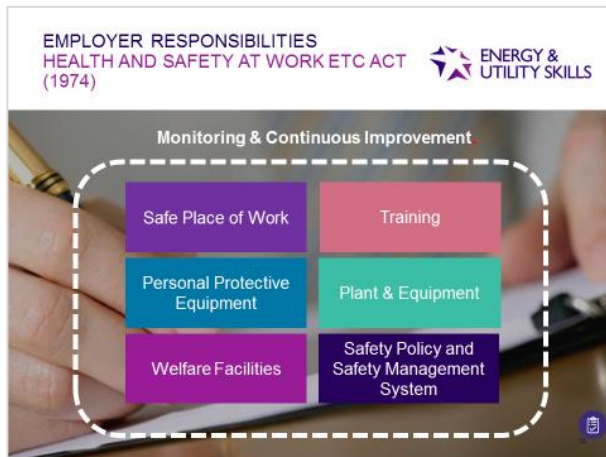 EMPLOYER RESPONSIBILITIES
HEALTH AND SAFETY AT WORK ETC ACT
(1974)
ENERGY &
UTILITY SKILLS
Monitoring & Continuous Improvement.
Safe Place of Work
Training
Personal Protective
Equipment
Plant & Equipment
Welfare Facilities
Safety Policy and
Safety Management
System